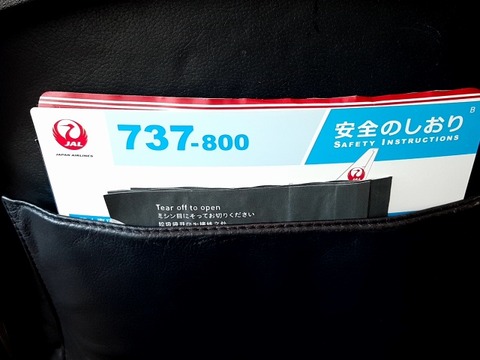 JAL
JAPAN AIRLINES
737-800
安全のしおり
SAFETY INSTRUCTIONS
B
Tear off to open
ミシン目にそってお切りください